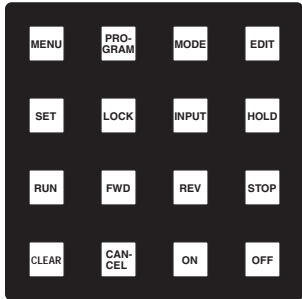 MENU
PRO-
GRAM
MODE
EDIT
SET
LOCK
INPUT
HOLD
RUN
FWD
REV
STOP
CLEAR
CAN-
CEL
ON
OFF